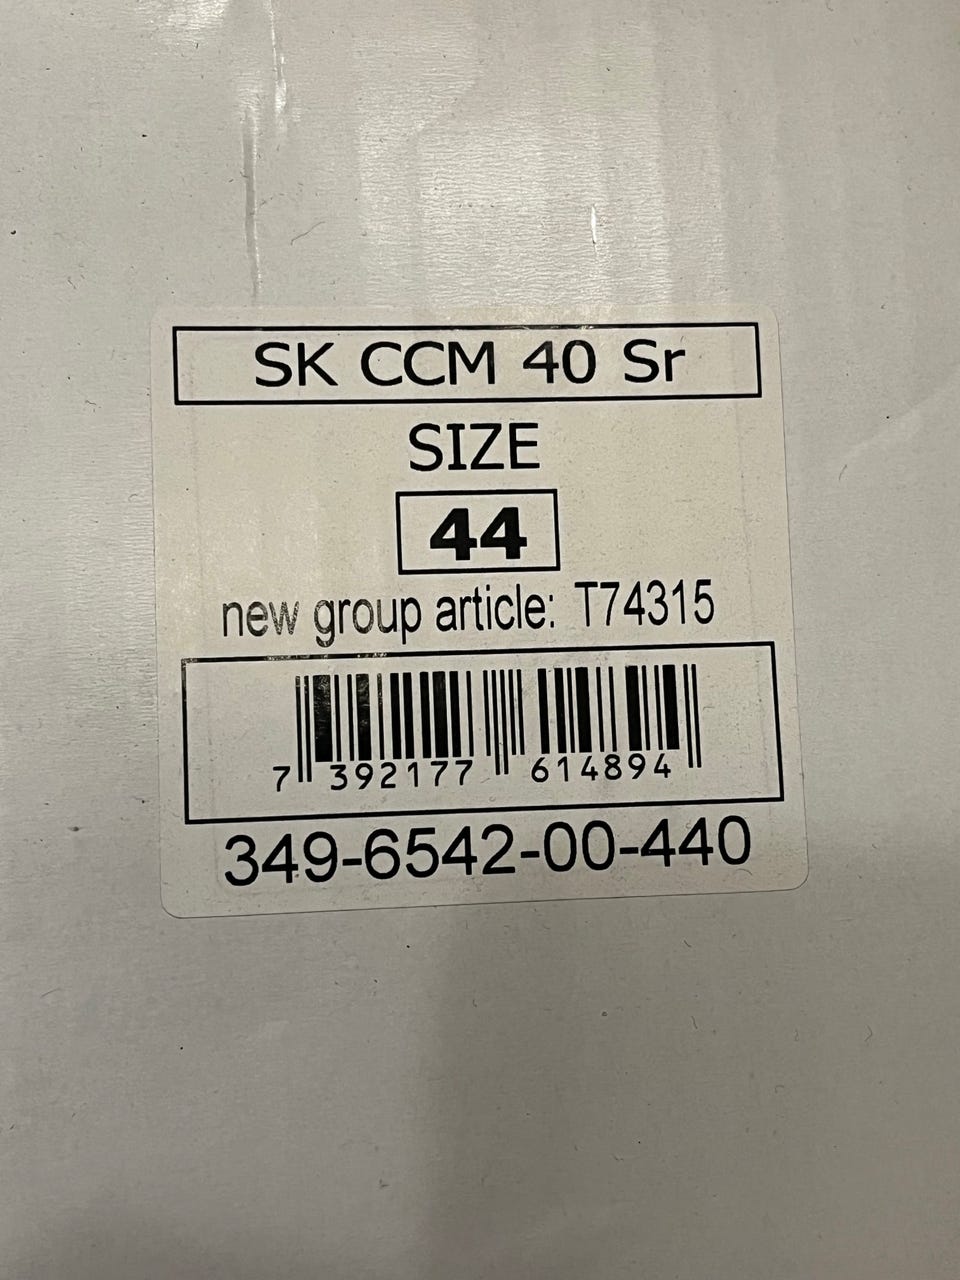 SK CCM 40 Sr
SIZE
44
new group article: T74315
7 392177 614894
349-6542-00-440